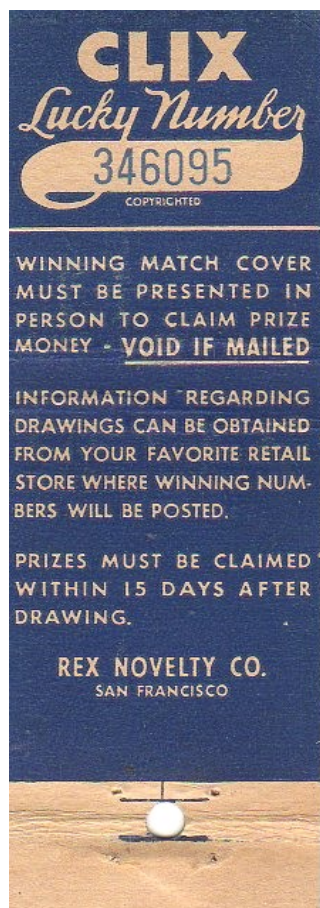 CLIX
Lucky Number
346095
COPYRIGHTED
WINNING MATCH COVER
MUST BE PRESENTED IN
PERSON TO CLAIM PRIZE
MONEY - VOID IF MAILED
INFORMATION REGARDING
DRAWINGS CAN BE OBTAINED
FROM YOUR FAVORITE RETAIL
STORE WHERE WINNING NUM-
BERS WILL BE POSTED.
PRIZES MUST BE CLAIMED
WITHIN 15 DAYS AFTER
DRAWING.
REX NOVELTY CO.
SAN FRANCISCO